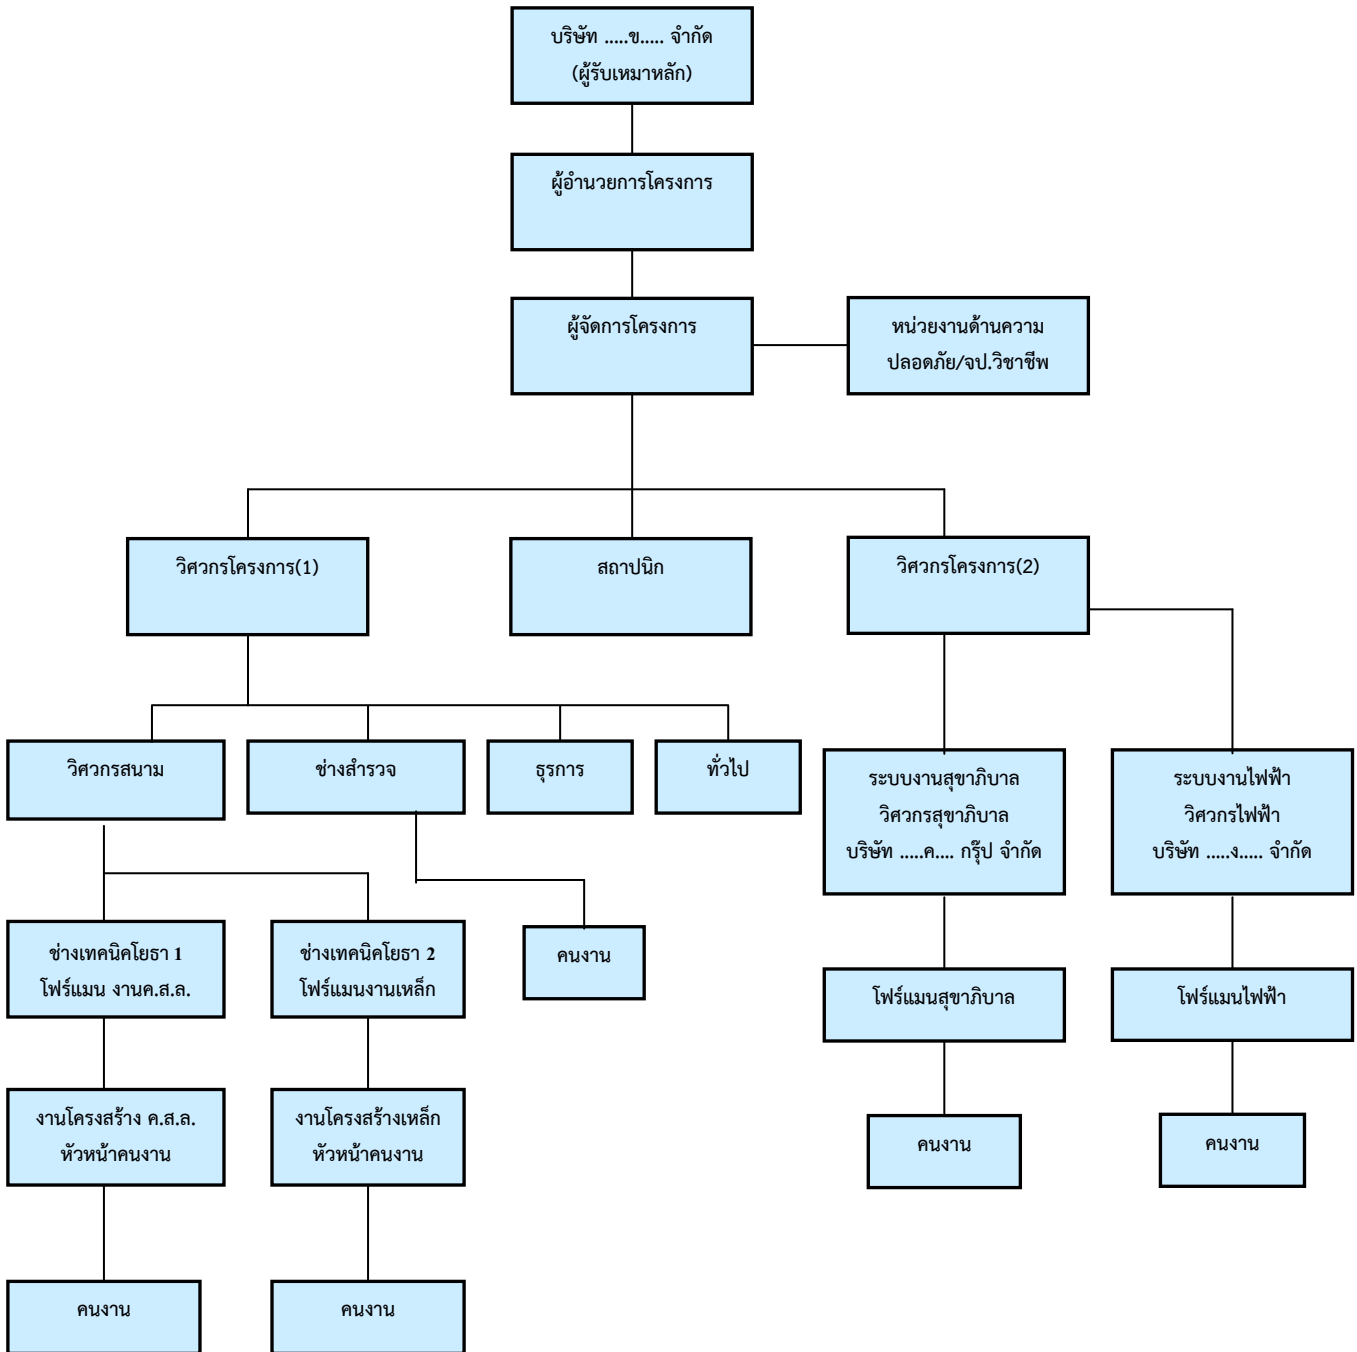 บริษัท .....ข..... จำกัด
(ผู้รับเหมาหลัก)
ผู้อำนวยการโครงการ
ผู้จัดการโครงการ
หน่วยงานด้านความ
ปลอดภัย/จป.วิชาชีพ
วิศวกรโครงการ(1)
สถาปนิก
วิศวกรโครงการ(2)
วิศวกรสนาม
ช่างสำรวจ
ธุรการ
ทั่วไป
ระบบงานสุขาภิบาล
วิศวกรสุขาภิบาล
บริษัท .....ค.... กรุ๊ป จำกัด
ระบบงานไฟฟ้า
วิศวกรไฟฟ้า
บริษัท .....ง..... จำกัด
ช่างเทคนิคโยธา 1
โฟร์แมน งานค.ส.ล.
ช่างเทคนิคโยธา 2
โฟร์แมนงานเหล็ก
คนงาน
โฟร์แมนสุขาภิบาล
โฟร์แมนไฟฟ้า
งานโครงสร้าง ค.ส.ล.
หัวหน้าคนงาน
งานโครงสร้างเหล็ก
หัวหน้าคนงาน
คนงาน
คนงาน
คนงาน
คนงาน